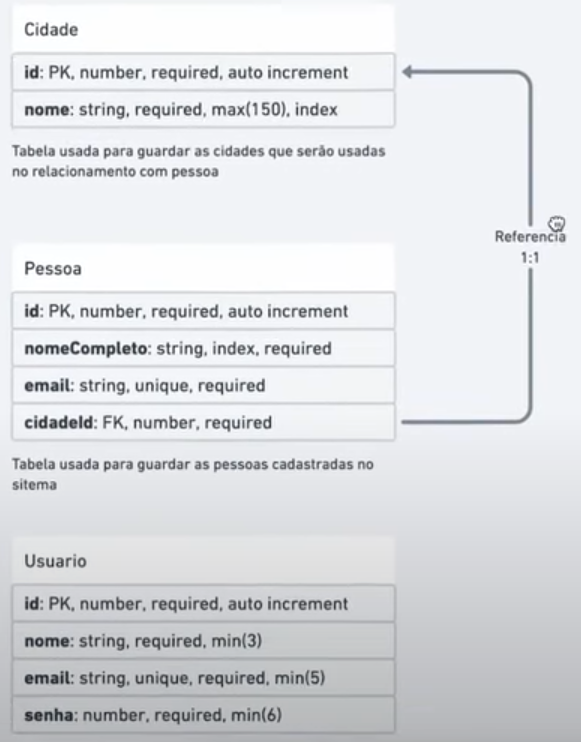 Cidade
id: PK, number, required, auto increment
nome: string, required, max(150), index
Tabela usada para guardar as cidades que serão usadas
no relacionamento com pessoa
Referencia
1:1
Pessoa
id: PK, number, required, auto increment
nomeCompleto: string, index, required
email: string, unique, required
cidadeId: FK, number, required
Tabela usada para guardar as pessoas cadastradas no
sitema
Usuario
id: PK, number, required, auto increment
nome: string, required, min(3)
email: string, unique, required, min(5)
senha: number, required, min(6)